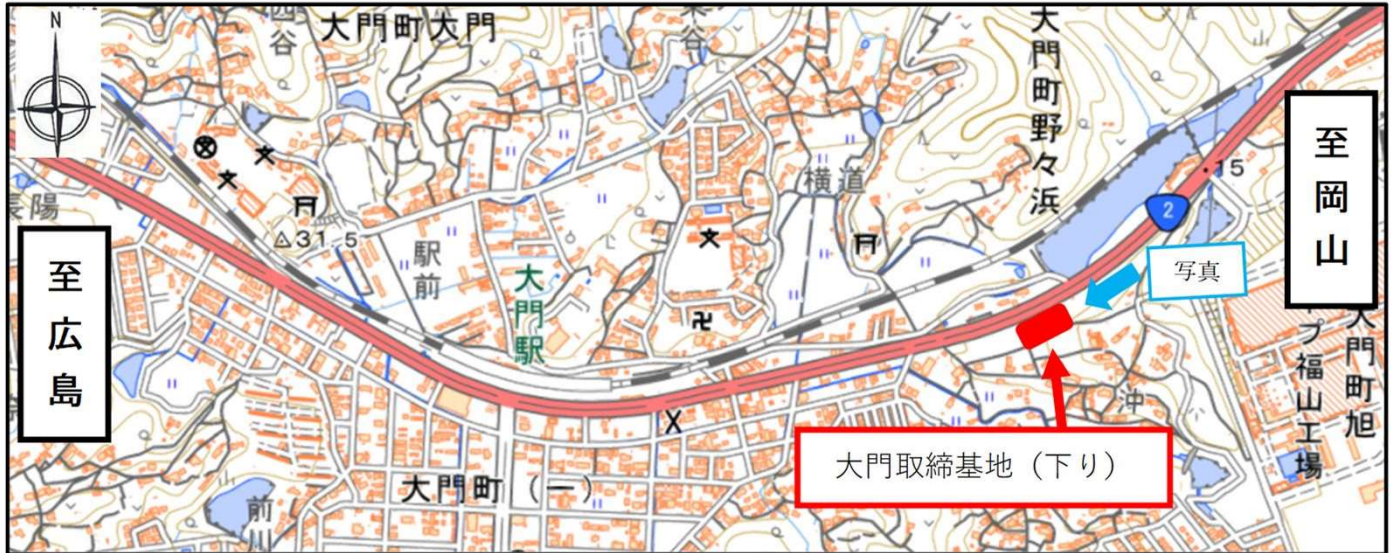 N
大門町大門
大門町野々浜
至岡山
15
横道
2
31.5
駅前
大門駅
写真
至広島
大門町旭
プ福山工場
沖
大門取締基地（下り）
大門町（一）
前川